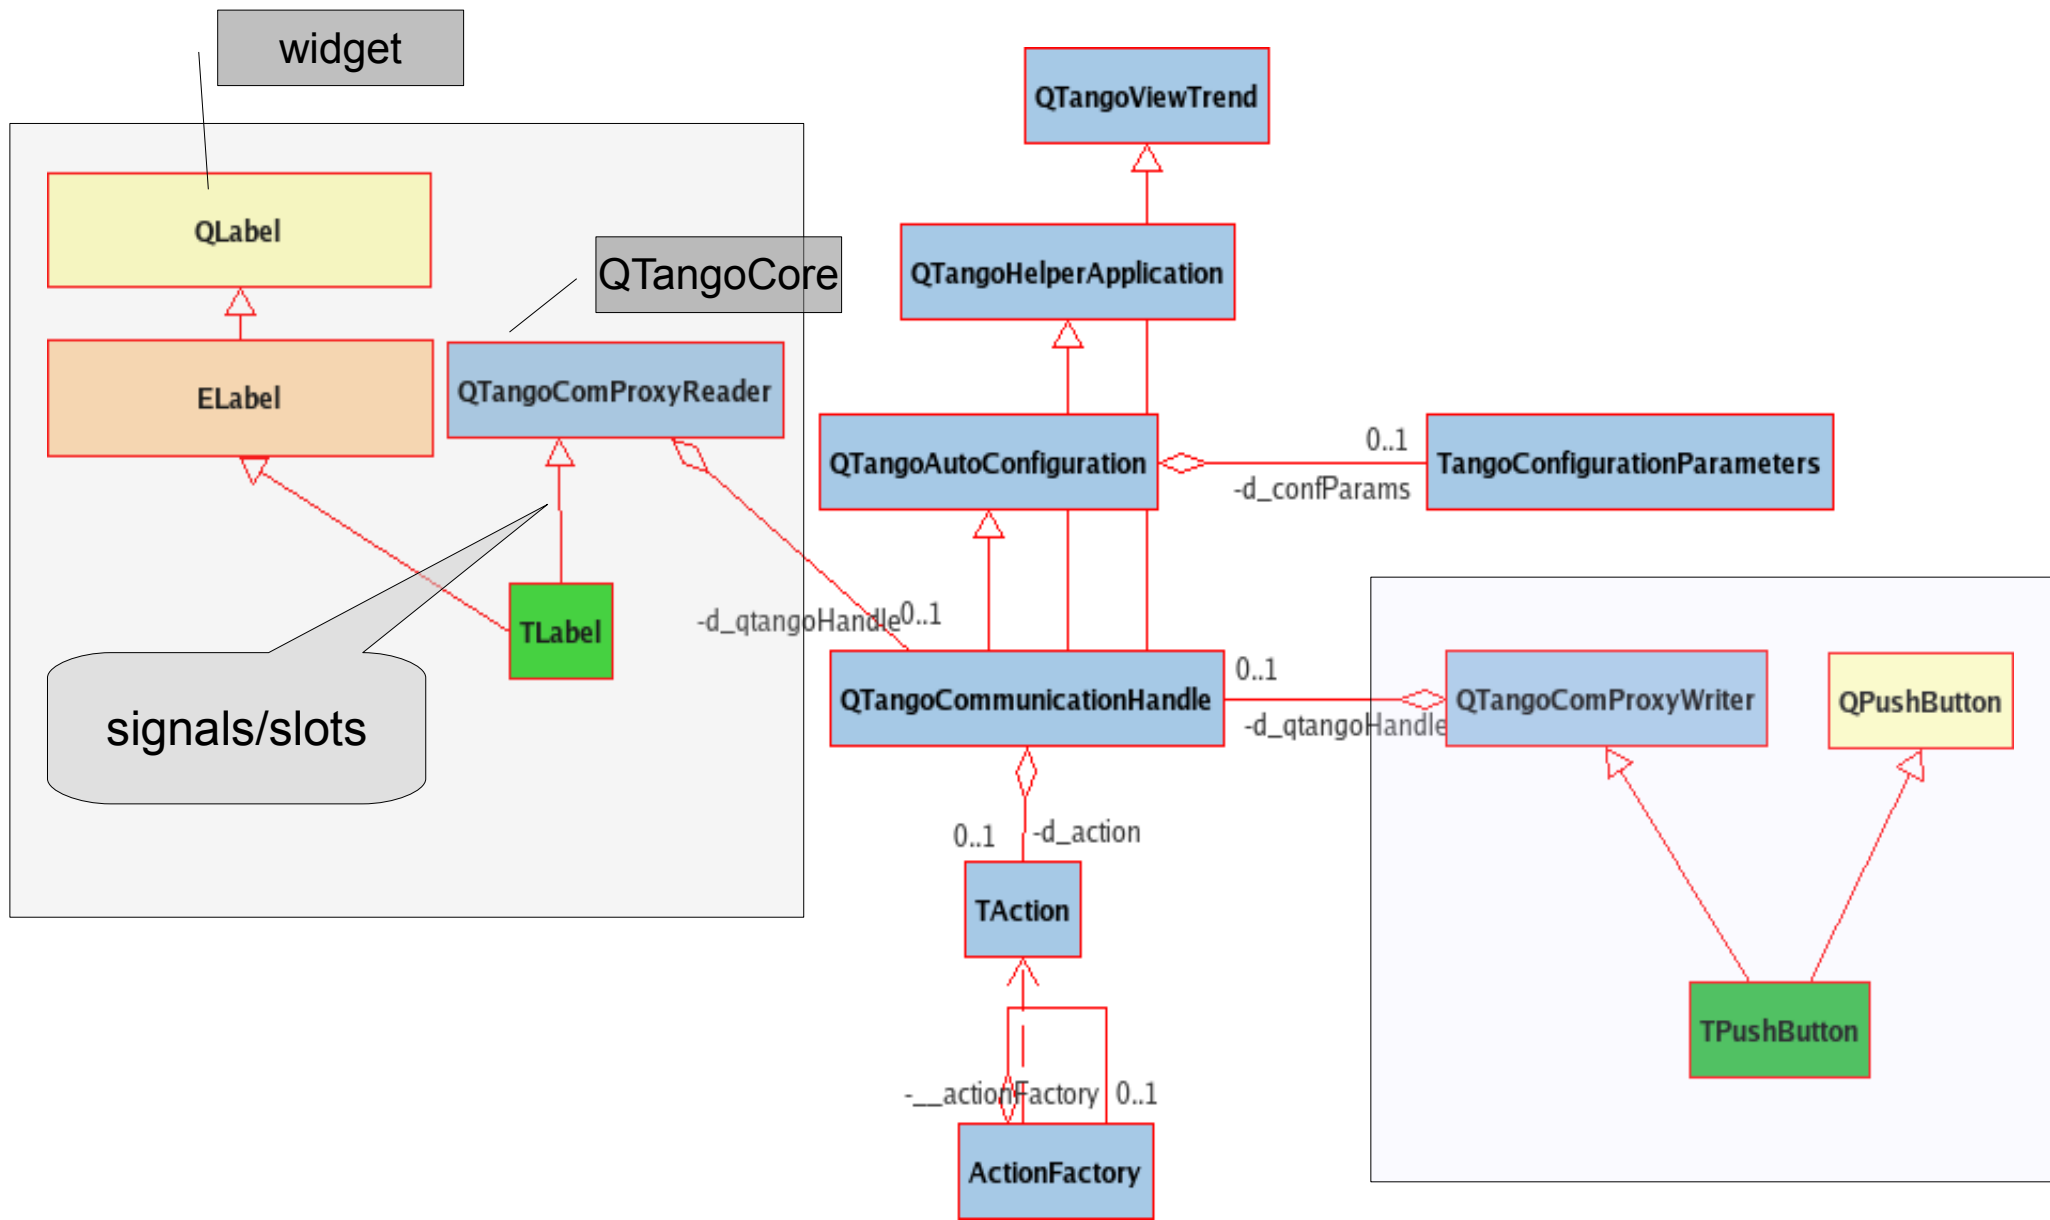 widget
QTangoViewTrend
QLabel
QTangoCore
QTangoHelperApplication
ELabel
QTangoComProxyReader
QTangoAutoConfiguration
0..1
-d_confParams
TangoConfigurationParameters
TLabel
-d_qtangoHandle
0..1
signals/slots
QTangoCommunicationHandle
0..1
-d_qtangoHandle
QTangoComProxyWriter
QPushButton
0..1
-d_action
TAction
TPushButton
-__actionFactory
0..1
ActionFactory